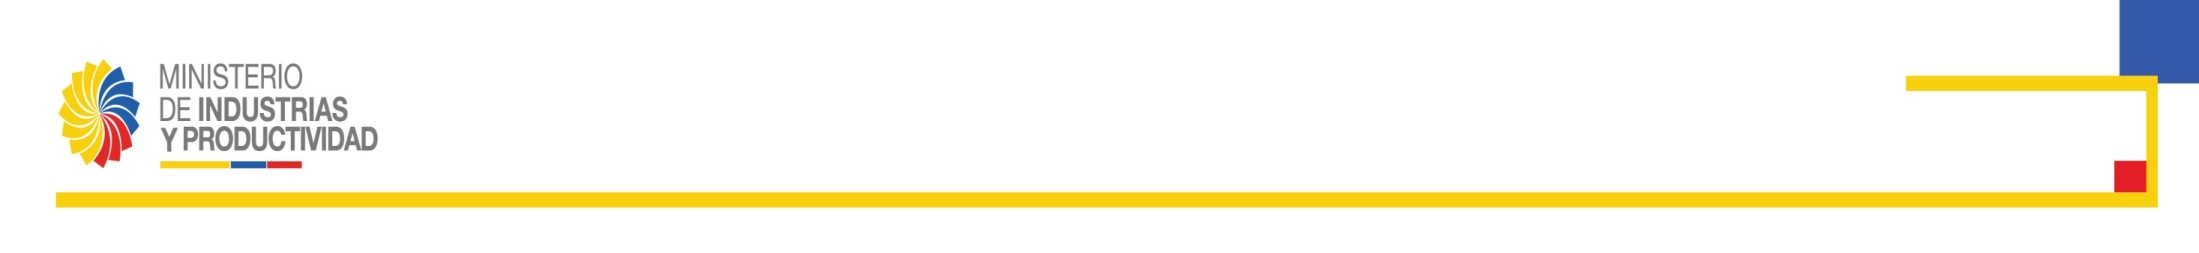 MINISTERIO
DE INDUSTRIAS
Y PRODUCTIVIDAD